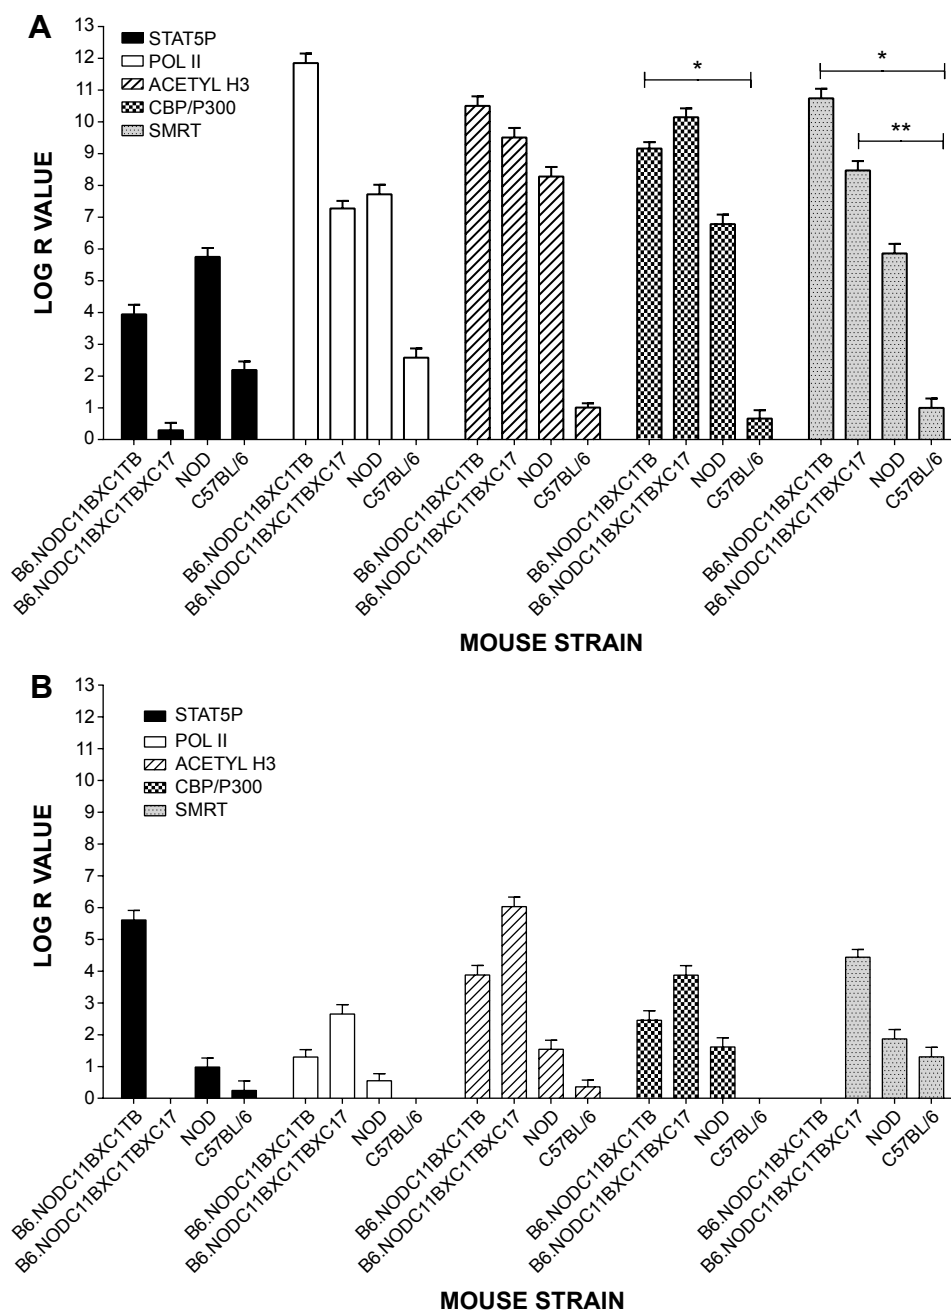 A
STAT5P
POL II
ACETYL H3
CBP/P300
SMRT
*
*
**
LOG R VALUE
13
12
11
10
9
8
7
6
5
4
3
2
1
0
B6.NODC11BXC1TB
B6.NODC11BXC1TBXC17
NOD
C57BL/6
B6.NODC11BXC1TB
B6.NODC11BXC1TBXC17
NOD
C57BL/6
B6.NODC11BXC1TB
B6.NODC11BXC1TBXC17
NOD
C57BL/6
B6.NODC11BXC1TB
B6.NODC11BXC1TBXC17
NOD
C57BL/6
B6.NODC11BXC1TB
B6.NODC11BXC1TBXC17
NOD
C57BL/6
MOUSE STRAIN
B
STAT5P
POL II
ACETYL H3
CBP/P300
SMRT
LOG R VALUE
13
12
11
10
9
8
7
6
5
4
3
2
1
0
B6.NODC11BXC1TB
B6.NODC11BXC1TBXC17
NOD
C57BL/6
B6.NODC11BXC1TB
B6.NODC11BXC1TBXC17
NOD
C57BL/6
B6.NODC11BXC1TB
B6.NODC11BXC1TBXC17
NOD
C57BL/6
B6.NODC11BXC1TB
B6.NODC11BXC1TBXC17
NOD
C57BL/6
B6.NODC11BXC1TB
B6.NODC11BXC1TBXC17
NOD
C57BL/6
MOUSE STRAIN